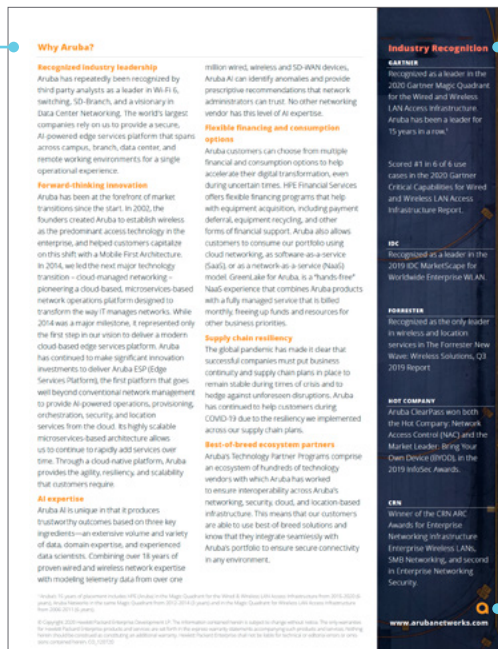 Why Aruba?
Recognized industry leadership
Aruba has repeatedly been recognized by
third party analysts as a leader in Wi-Fi 6,
switching, SD-Branch, and a visionary in
Data Center Networking. The world's largest
companies rely on us to provide a secure,
AI-powered edge services platform that spans
across campus, branch, data center, and
remote working environments for a single
operational experience.
Forward-thinking innovation
Aruba has been at the forefront of market
transitions since the start. In 2002, the
founders created Aruba to establish wireless
as the predominant access technology in the
enterprise, and helped customers capitalize
on this shift with a Mobile First Architecture.
In 2014, we led the next major technology
transition – cloud-managed networking –
pioneering a cloud-based, microservices-based
network operations platform designed to
transform the way IT manages networks. While
2014 was a major milestone, it represented only
the first step in our vision to deliver a modern
cloud-based edge services platform. Aruba
has continued to make significant innovation
investments to deliver Aruba ESP (Edge
Services Platform), the first platform that goes
well beyond conventional network management
to provide AI-powered operations, provisioning,
orchestration, security, and location
services from the cloud. Its highly scalable
microservices-based architecture allows
us to continue to rapidly add services over
time. Through a cloud-native platform, Aruba
provides the agility, resiliency, and scalability
that customers require.
AI expertise
Aruba AI is unique in that it produces
trustworthy outcomes based on three key
ingredients—an extensive volume and variety
of data, domain expertise, and experienced
data scientists. Combining over 18 years of
proven wired and wireless network expertise
with modeling telemetry data from over one
million wired, wireless and SD-WAN devices,
Aruba AI can identify anomalies and provide
prescriptive recommendations that network
administrators can trust. No other networking
vendor has this level of AI expertise.
Flexible financing and consumption
options
Aruba customers can choose from multiple
financial and consumption options to help
accelerate their digital transformation, even
during uncertain times. HPE Financial Services
offers flexible financing programs that help
with equipment acquisition, including payment
deferral, equipment recycling, and other
forms of financial support. Aruba also allows
customers to consume our portfolio using
cloud networking, as software-as-a-service
(SaaS), or as a network-as-a-service (NaaS)
model. GreenLake for Aruba, is a "hands-free"
NaaS experience that combines Aruba products
with a fully managed service that is billed
monthly, freeing up funds and resources for
other business priorities.
Supply chain resiliency
The global pandemic has made it clear that
successful companies must put business
continuity and supply chain plans in place to
remain stable during times of crisis and to
hedge against unforeseen disruptions. Aruba
has continued to help customers during
COVID-19 due to the resiliency we implemented
across our supply chain plans.
Best-of-breed ecosystem partners
Aruba's Technology Partner Programs comprise
an ecosystem of hundreds of technology
vendors with which Aruba has worked
to ensure interoperability across Aruba's
networking, security, cloud, and location-based
infrastructure. This means that our customers
are able to use best-of-breed solutions and
know that they integrate seamlessly with
Aruba's portfolio to ensure secure connectivity
in any environment.
Industry Recognition
GARTNER
Recognized as a leader in the
2020 Gartner Magic Quadrant
for the Wired and Wireless
LAN Access Infrastructure.
Aruba has been a leader for
15 years in a row.¹
Scored #1 in 6 of 6 use
cases in the 2020 Gartner
Critical Capabilities for Wired
and Wireless LAN Access
Infrastructure Report.
IDC
Recognized as a leader in the
2019 IDC MarketScape for
Worldwide Enterprise WLAN.
FORRESTER
Recognized as the only leader
in wireless and location
services in The Forrester New
Wave: Wireless Solutions, Q3
2019 Report
HOT COMPANY
Aruba ClearPass won both
the Hot Company: Network
Access Control (NAC) and the
Market Leader: Bring Your
Own Device (BYOD), in the
2019 InfoSec Awards.
CRN
Winner of the CRN ARC
Awards for Enterprise
Networking Infrastructure
Enterprise Wireless LANs,
SMB Networking, and second
in Enterprise Networking
Security.
www.arubanetworks.com